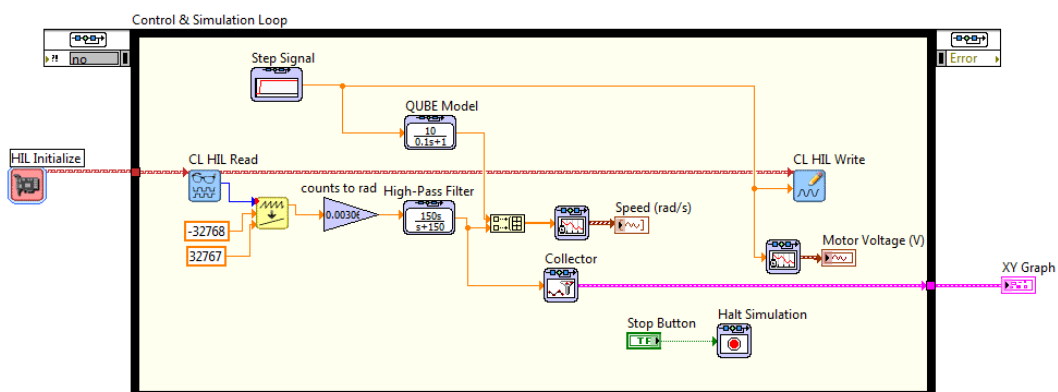 Control & Simulation Loop
?!
no
Error
Step Signal
QUBE Model
10
0.1s+1
HIL Initialize
CL HIL Read
CL HIL Write
counts to rad
High-Pass Filter
0.0030
150s
s+150
-32768
32767
Speed (rad/s)
Motor Voltage (V)
Collector
XY Graph
Stop Button
Halt Simulation
TF